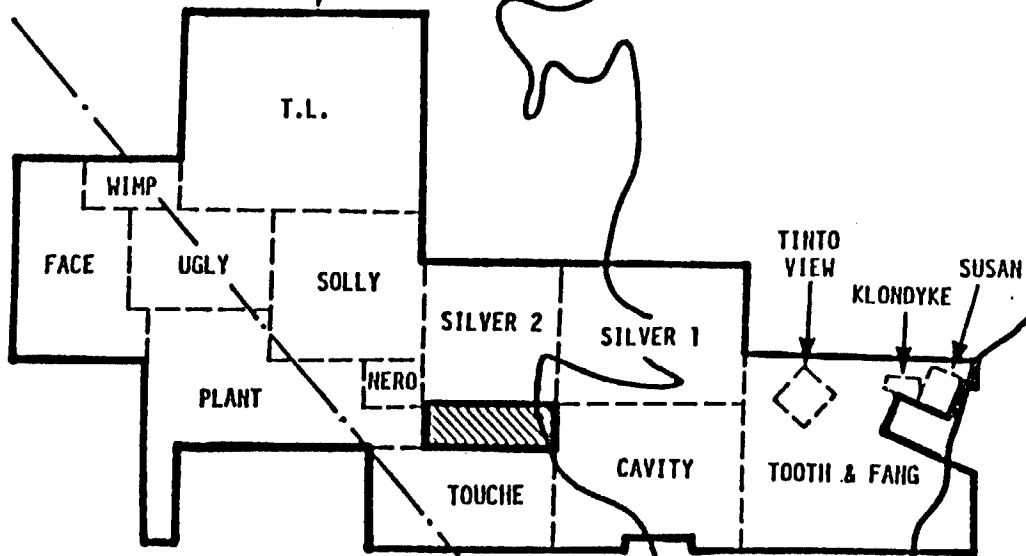 T.L.
WIMP
FACE
UGLY
SOLLY
TINTO
VIEW
SUSAN
KLONDYKE
SILVER 2
SILVER 1
NERO
PLANT
CAVITY
TOOTH & FANG
TOUCHE